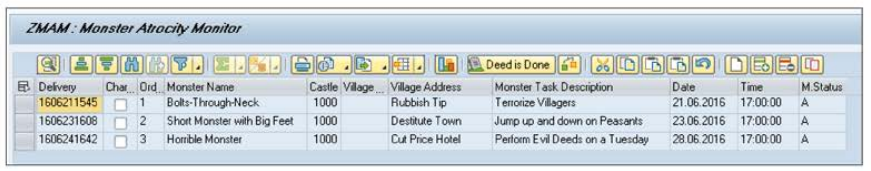 ZMAM : Monster Atrocity Monitor
Deed is Done
Delivery Char... Ord... Monster Name Castle Village ... Village Address Monster Task Description Date Time M.Status
1606211545 1 Bolts-Through-Neck 1000 Rubbish Tip Terrorize Villagers 21.06.2016 17:00:00 A
1606231608 2 Short Monster with Big Feet 1000 Destitute Town Jump up and down on Peasants 23.06.2016 17:00:00 A
1606241642 3 Horrible Monster 1000 Cut Price Hotel Perform Evil Deeds on a Tuesday 28.06.2016 17:00:00 A